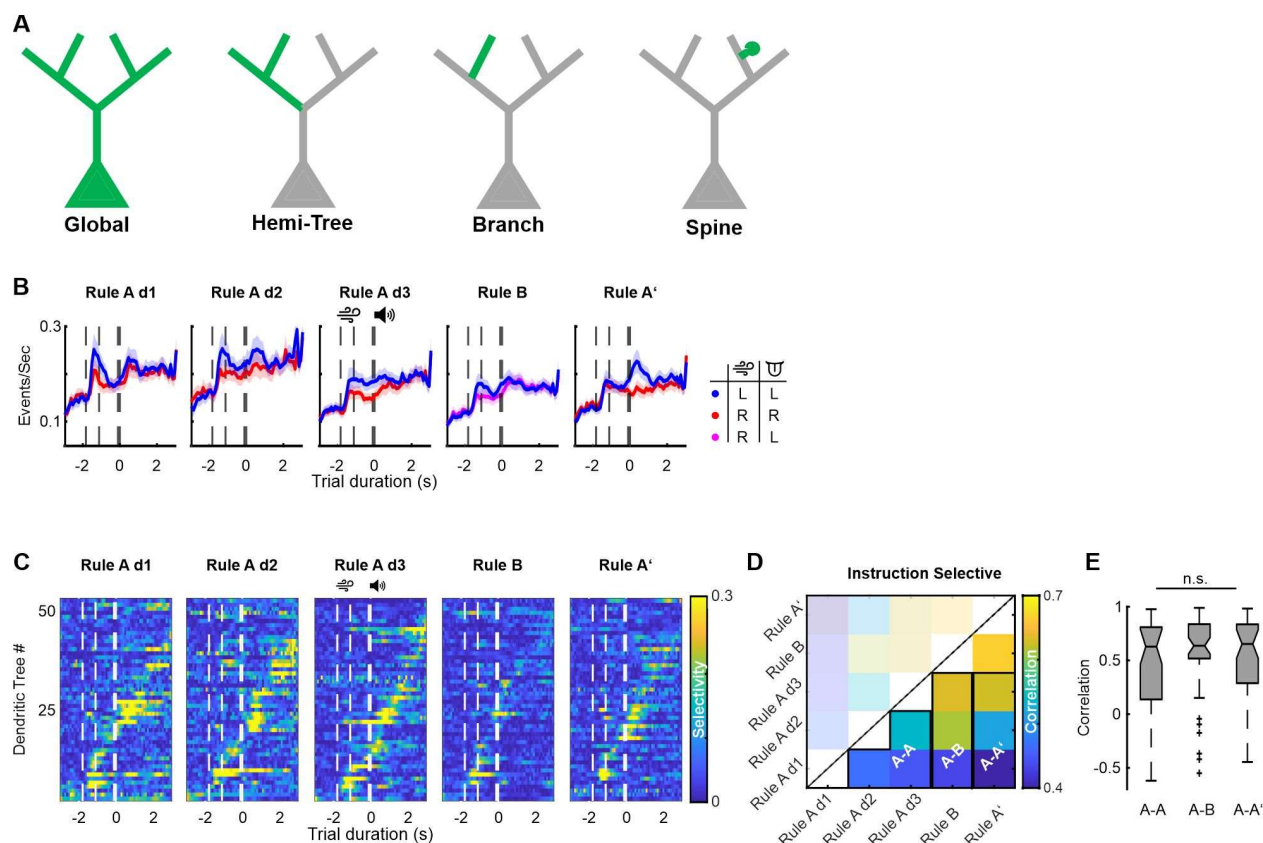 A
Global
Hemi-Tree
Branch
Spine
B
Rule A d1
Rule A d2
Rule A d3
Rule B
Rule A‘
Events/Sec
0.3
0.1
-2 0 2
-2 0 2
-2 0 2
-2 0 2
-2 0 2
Trial duration (s)
L L
R R
R L
C
Rule A d1
Rule A d2
Rule A d3
Rule B
Rule A‘
Dendritic Tree #
50
25
-2 0 2
-2 0 2
-2 0 2
-2 0 2
-2 0 2
Trial duration (s)
0.3
Selectivity
0
D
Instruction Selective
Rule A‘
Rule B
Rule A d3
Rule A d2
Rule A d1
A-A
A-B
A-A‘
Rule A d1
Rule A d2
Rule A d3
Rule B
Rule A‘
0.7
Correlation
0.4
E
n.s.
Correlation
1
0.5
0
-0.5
A-A
A-B
A-A‘